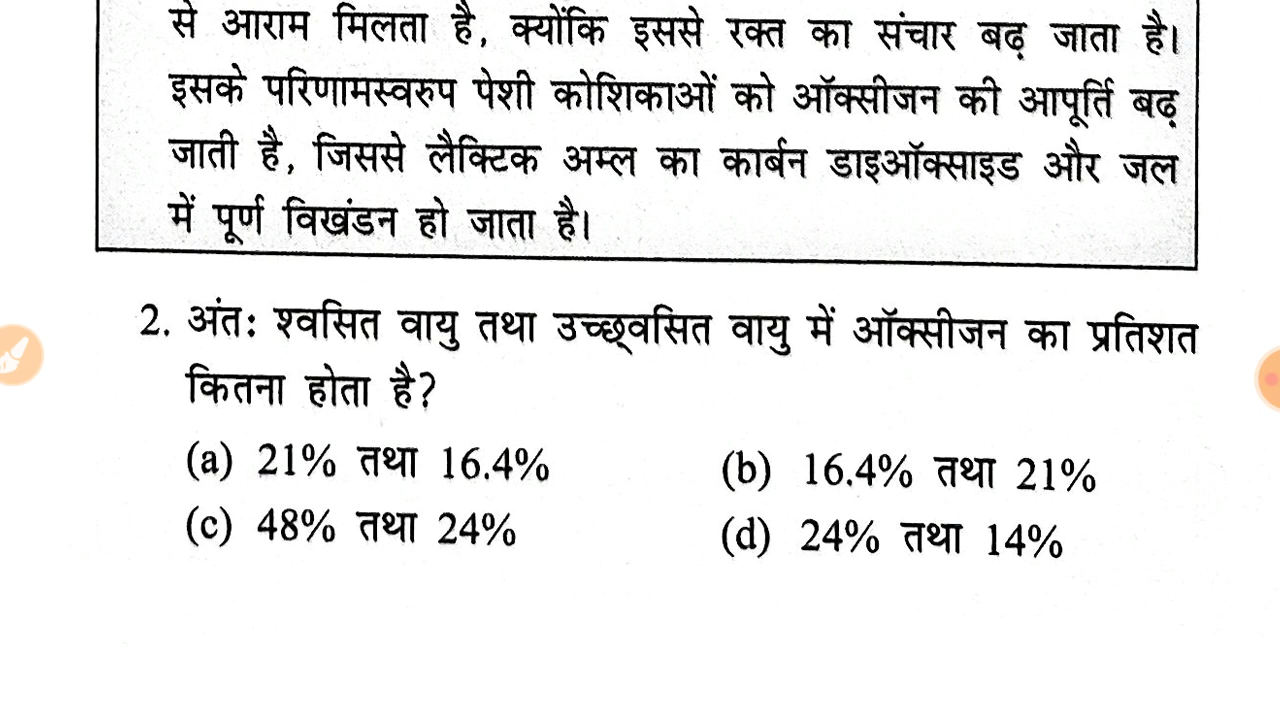 से आराम मिलता है, क्योंकि इससे रक्त का संचार बढ़ जाता है।
इसके परिणामस्वरुप पेशी कोशिकाओं को ऑक्सीजन की आपूर्ति बढ़
जाती है, जिससे लैक्टिक अम्ल का कार्बन डाइऑक्साइड और जल
में पूर्ण विखंडन हो जाता है।
2. अंत: श्वसित वायु तथा उच्छ्वसित वायु में ऑक्सीजन का प्रतिशत
कितना होता है?
(a) 21% तथा 16.4% (b) 16.4% तथा 21%
(c) 48% तथा 24% (d) 24% तथा 14%